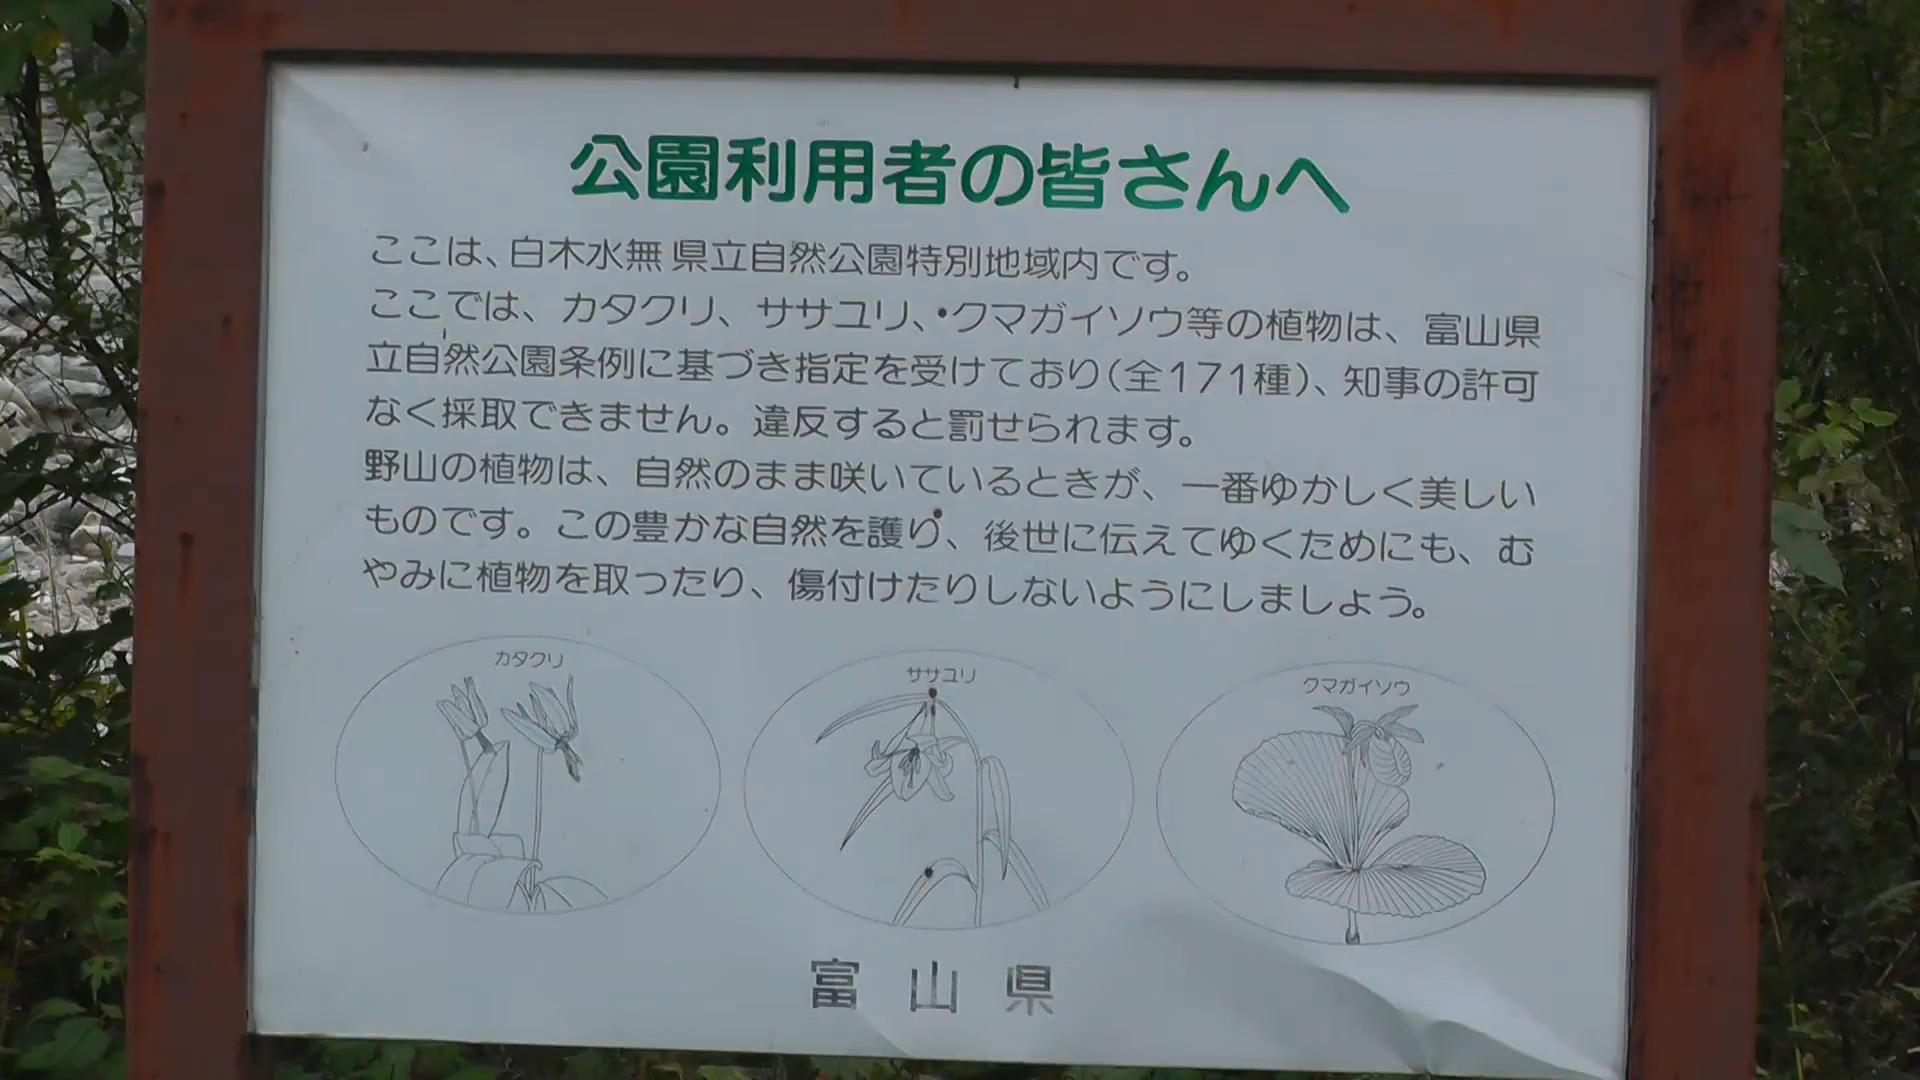 公園利用者の皆さんへ
ここは、白木水無県立自然公園特別地域内です。
ここでは、カタクリ、ササユリ、クマガイソウ等の植物は、富山県
立自然公園条例に基づき指定を受けており(全171種)、知事の許可
なく採取できません。違反すると罰せられます。
野山の植物は、自然のまま咲いているときが、一番ゆかしく美しい
ものです。この豊かな自然を護り、後世に伝えてゆくためにも、む
やみに植物を取ったり、傷付けたりしないようにしましょう。
カタクリ
ササユリ
クマガイソウ
富山県